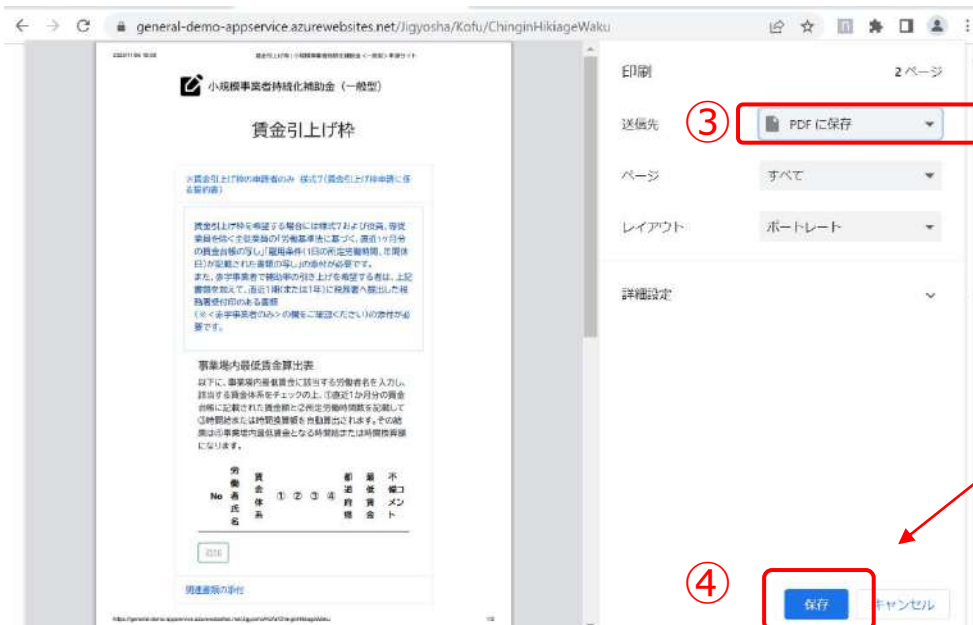 general-demo-appservice.azurewebsites.net/Jigyosha/Kofu/ChinginHikiageWaku
小規模事業者持続化補助金（一般型）
賃金引上げ枠
※賃金引上げ枠の申請者のみ 様式7(賃金引上げ枠申請に係る誓約書)
賃金引上げ枠を希望する場合には様式7および役員、専従
業員を除く全従業員の「労働基準法に基づく、直近1ヶ月分
の賃金台帳の写し」「雇用条件(1日の所定労働時間、年間休
日)が記載された書類の写し」の添付が必要です。
また、赤字事業者で補助率の引き上げを希望する者は、上記
書類を加えて、直近1期(または1年)に税務署へ提出した税
務署受付印のある書類
(※<赤字事業者のみ>の欄をご確認ください)の添付が必
要です。
事業場内最低賃金算出表
以下に、事業場内最低賃金に該当する労働者名を入力し、
該当する賃金体系をチェックの上、①直近1か月分の賃金
台帳に記載された賃金額と②所定労働時間数を記載して
③時間給または時間換算額を自動算出されます。その結
果は④事業場内最低賃金となる時間給または時間換算額
になります。
No 労働者氏名 賃金体系 ① ② ③ ④ 都道府県 最低賃金 不備コメント
追加
関連書類の添付
印刷 2 ページ
送信先 ③ PDF に保存
ページ すべて
レイアウト ポートレート
詳細設定
④ 保存 キャンセル